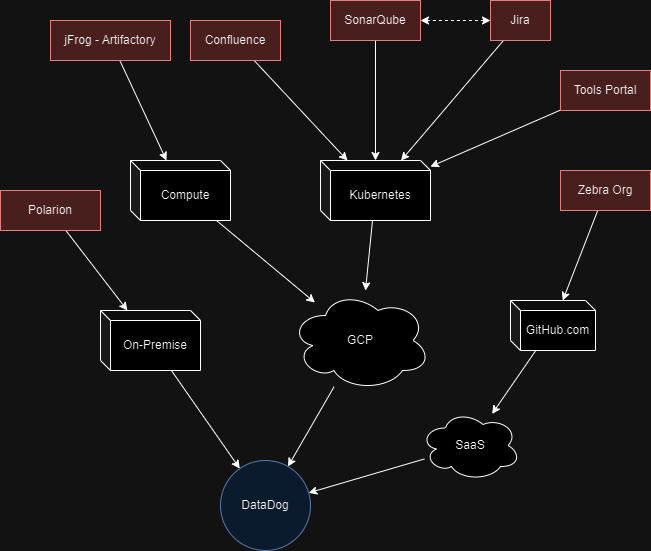 SonarQube
Jira
jFrog - Artifactory
Confluence
Tools Portal
Compute
Kubernetes
Zebra Org
Polarion
GitHub.com
GCP
On-Premise
SaaS
DataDog